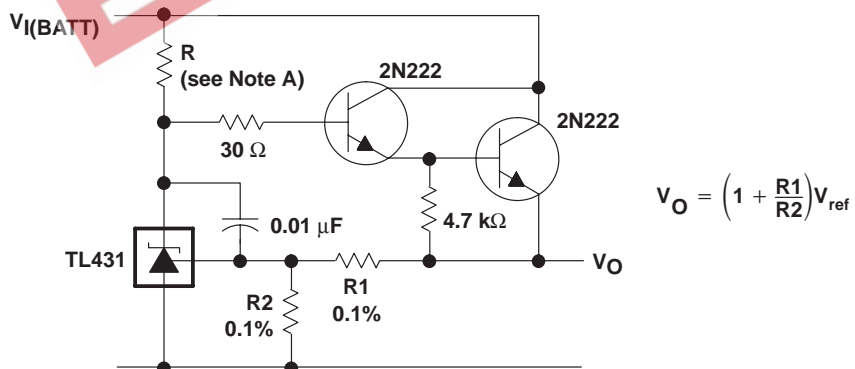 VI(BATT)
R
(see Note A)
2N222
2N222
30 Ω
0.01 μF
4.7 kΩ
VO = (1 + R1/R2)Vref
TL431
VO
R1
0.1%
R2
0.1%